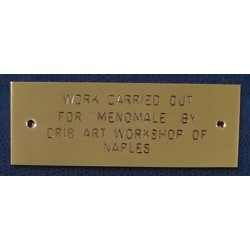 WORK CARRIED OUT
FOR "MENOMALE" BY
CRIB ART WORKSHOP OF
NAPLES